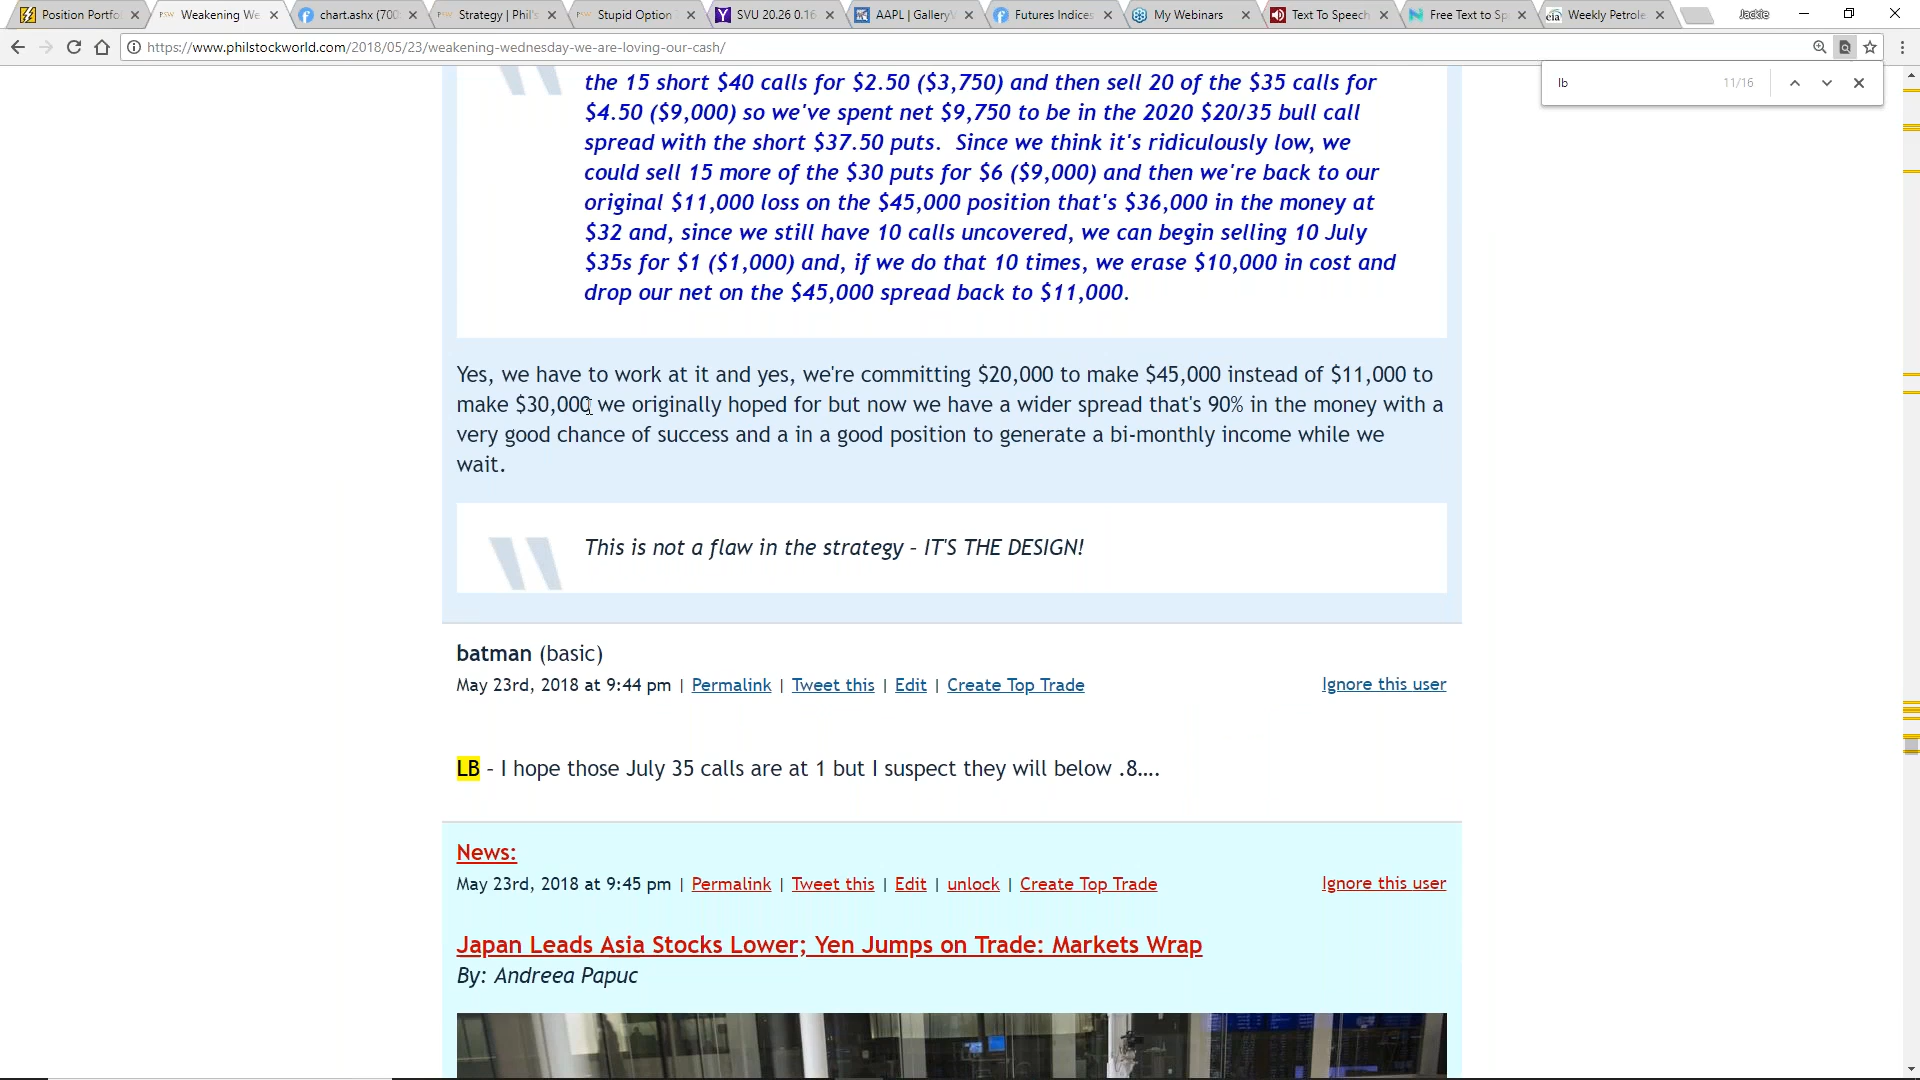 Position Portfo
Weakening We
chart.ashx (700
Strategy | Phil's
Stupid Option
SVU 20.26 0.16
AAPL | GalleryV
Futures Indices
My Webinars
Text To Speech
Free Text to Sp
Weekly Petrole
Jackie
https://www.philstockworld.com/2018/05/23/weakening-wednesday-we-are-loving-our-cash/
lb 11/16
the 15 short $40 calls for $2.50 ($3,750) and then sell 20 of the $35 calls for
$4.50 ($9,000) so we've spent net $9,750 to be in the 2020 $20/35 bull call
spread with the short $37.50 puts. Since we think it's ridiculously low, we
could sell 15 more of the $30 puts for $6 ($9,000) and then we're back to our
original $11,000 loss on the $45,000 position that's $36,000 in the money at
$32 and, since we still have 10 calls uncovered, we can begin selling 10 July
$35s for $1 ($1,000) and, if we do that 10 times, we erase $10,000 in cost and
drop our net on the $45,000 spread back to $11,000.
Yes, we have to work at it and yes, we're committing $20,000 to make $45,000 instead of $11,000 to
make $30,000 we originally hoped for but now we have a wider spread that's 90% in the money with a
very good chance of success and a in a good position to generate a bi-monthly income while we
wait.
This is not a flaw in the strategy - IT'S THE DESIGN!
batman (basic)
May 23rd, 2018 at 9:44 pm | Permalink | Tweet this | Edit | Create Top Trade Ignore this user
LB - I hope those July 35 calls are at 1 but I suspect they will below .8....
News:
May 23rd, 2018 at 9:45 pm | Permalink | Tweet this | Edit | unlock | Create Top Trade Ignore this user
Japan Leads Asia Stocks Lower; Yen Jumps on Trade: Markets Wrap
By: Andreea Papuc